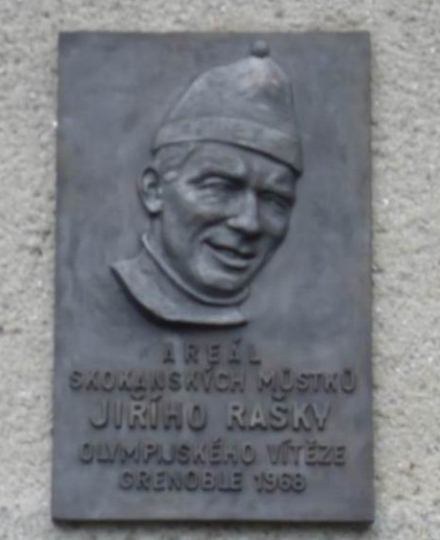 AREÁL
SKOKANSKÝCH MŮSTKŮ
JIŘÍHO RAŠKY
OLYMPIJSKÉHO VÍTĚZE
GRENOBLE 1968